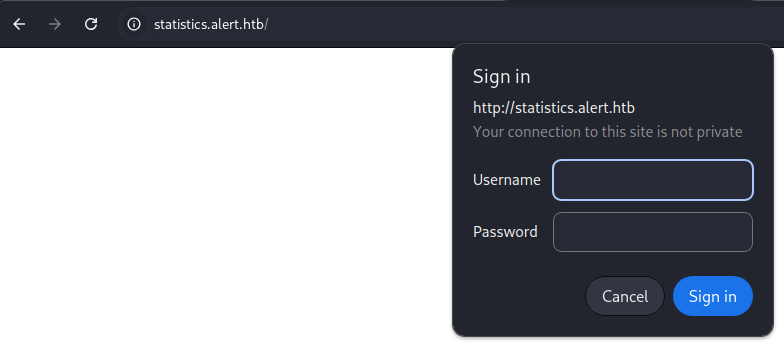 statistics.alert.htb/
Sign in
http://statistics.alert.htb
Your connection to this site is not private
Username
Password
Cancel Sign in